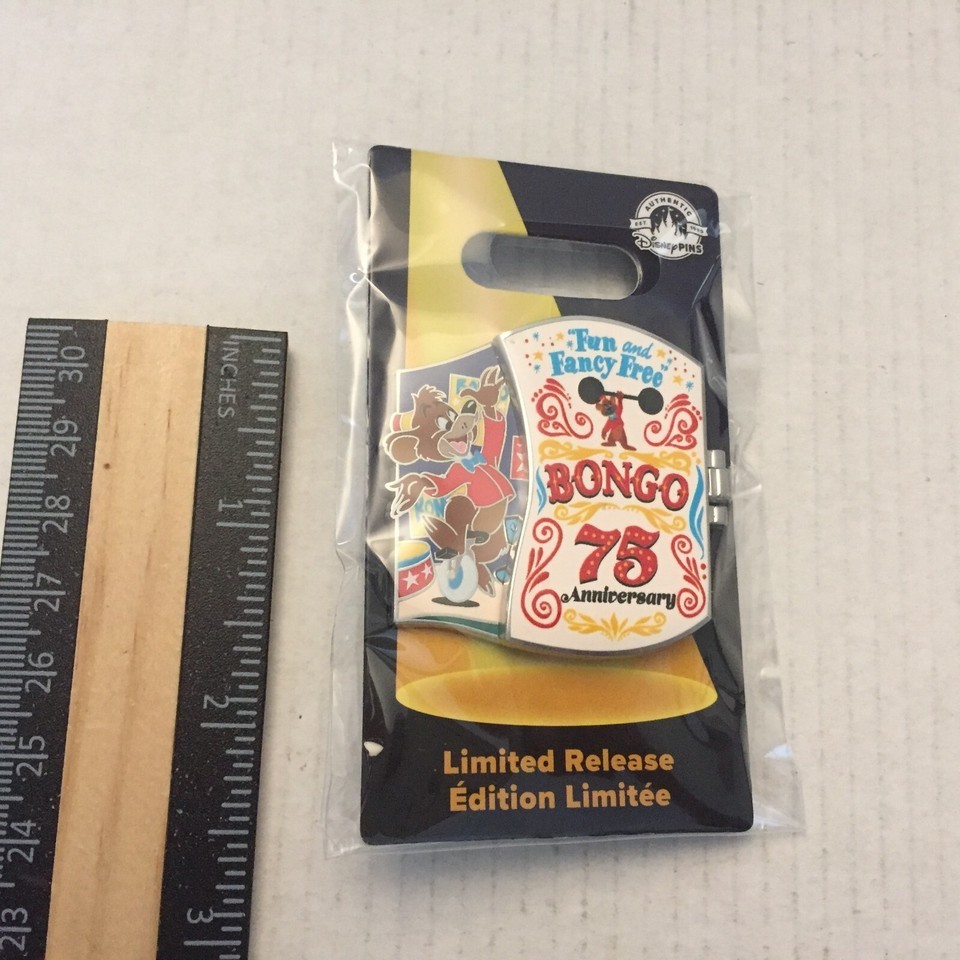 AUTHENTIC
Disney PINS
"Fun and
Fancy Free"
BONGO
75
Anniversary
Limited Release
Édition Limitée
INCHES
1
2
3
30
29
28
27
26
25
24
23